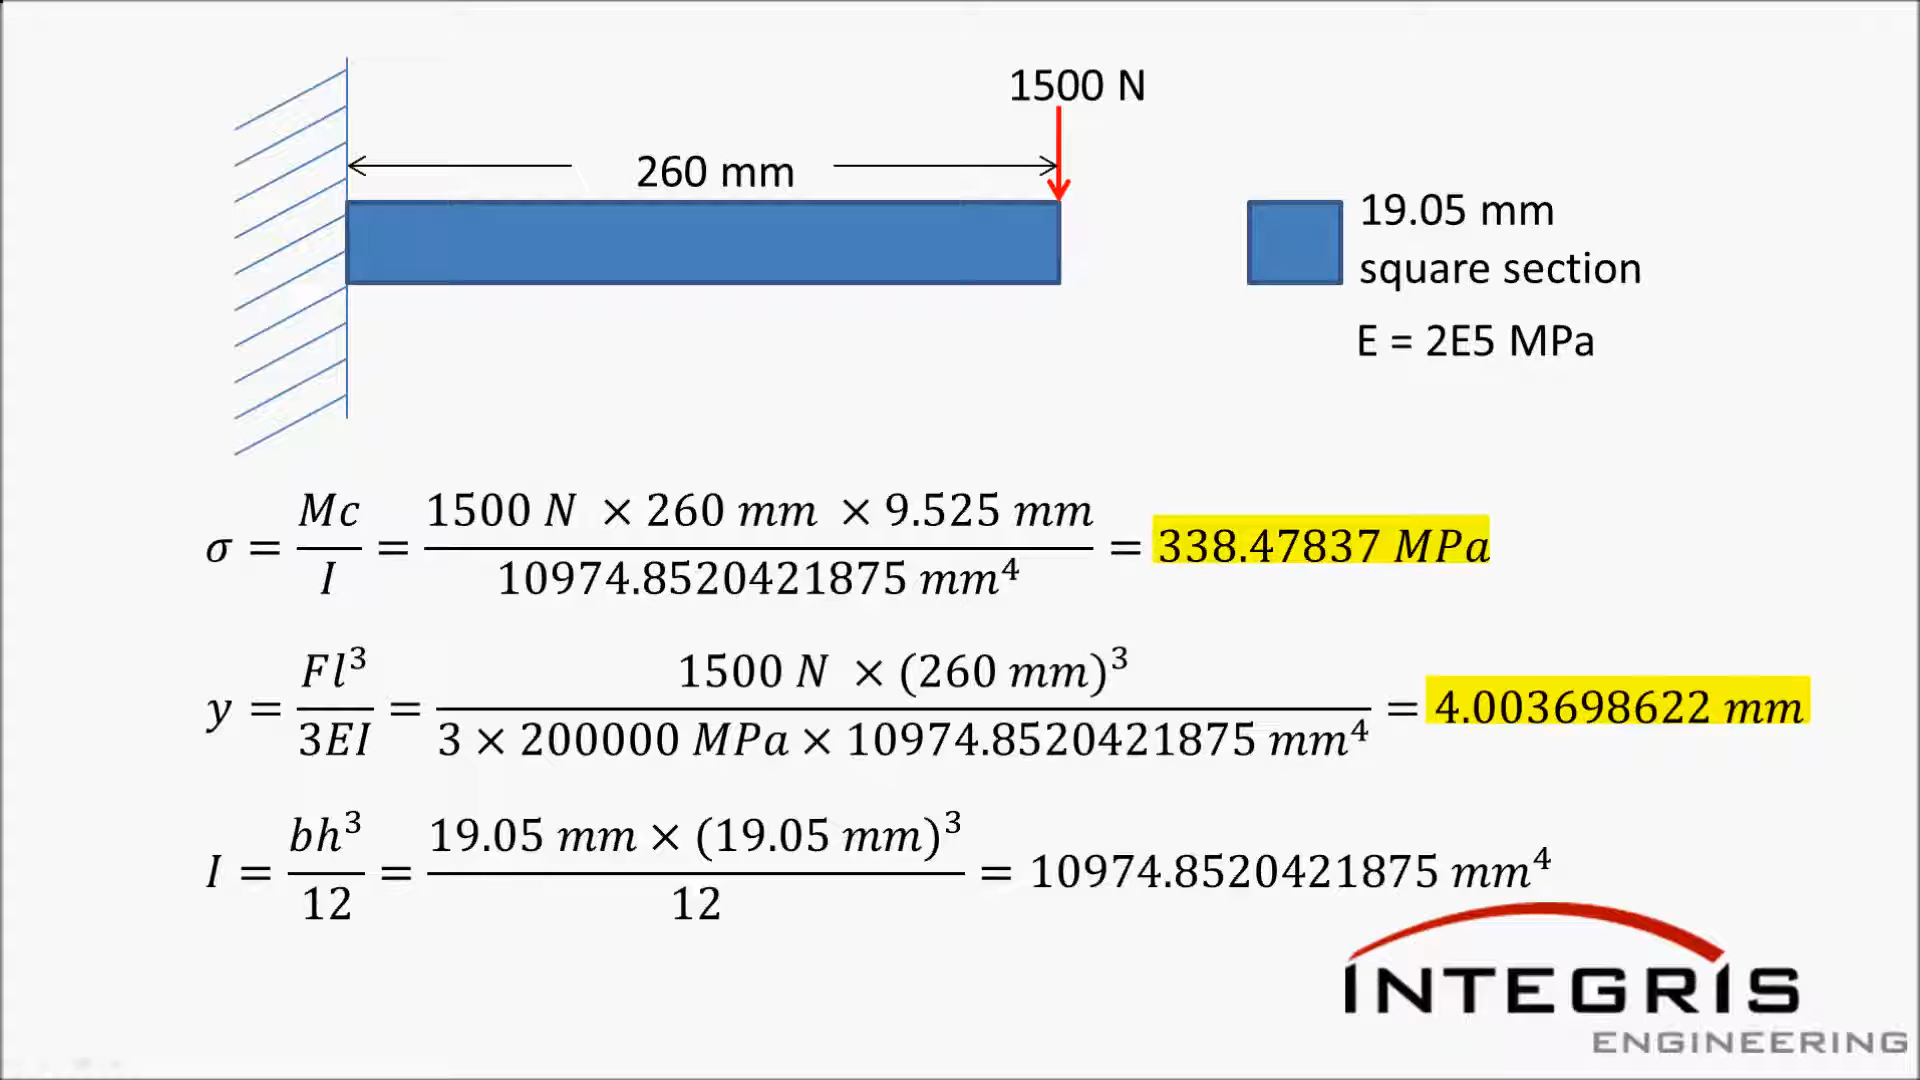 1500 N
260 mm
19.05 mm
square section
E = 2E5 MPa
σ = Mc/I = (1500 N × 260 mm × 9.525 mm)/(10974.8520421875 mm⁴) = 338.47837 MPa
y = Fl³/3EI = (1500 N × (260 mm)³)/(3 × 200000 MPa × 10974.8520421875 mm⁴) = 4.003698622 mm
I = bh³/12 = (19.05 mm × (19.05 mm)³)/12 = 10974.8520421875 mm⁴
INTEGRIS
ENGINEERING